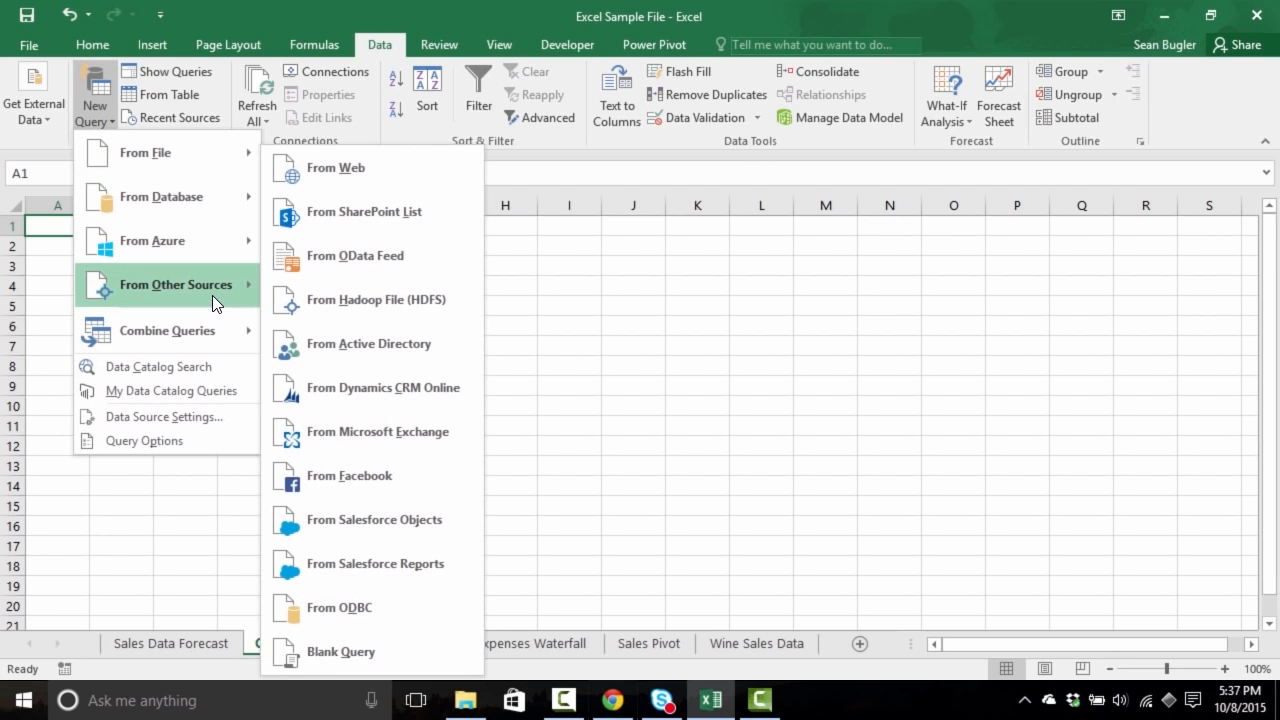 Excel Sample File - Excel
File Home Insert Page Layout Formulas Data Review View Developer Power Pivot Tell me what you want to do... Sean Bugler Share
Get External Data
New Query
Show Queries
From Table
Recent Sources
Refresh All
Connections
Properties
Edit Links
Connections
Sort
Filter
Clear
Reapply
Advanced
Sort & Filter
Text to Columns
Flash Fill
Remove Duplicates
Data Validation
Consolidate
Relationships
Manage Data Model
Data Tools
What-If Analysis
Forecast Sheet
Forecast
Group
Ungroup
Subtotal
Outline
A1
From File
From Database
From Azure
From Other Sources
Combine Queries
Data Catalog Search
My Data Catalog Queries
Data Source Settings...
Query Options
From Web
From SharePoint List
From OData Feed
From Hadoop File (HDFS)
From Active Directory
From Dynamics CRM Online
From Microsoft Exchange
From Facebook
From Salesforce Objects
From Salesforce Reports
From ODBC
Blank Query
A H I J K L M N O P Q R S
1
2
3
4
5
6
7
8
9
10
11
12
13
14
15
16
17
18
19
20
21
Sales Data Forecast xpenses Waterfall Sales Pivot Wine Sales Data
Ready 100%
Ask me anything
5:37 PM
10/8/2015